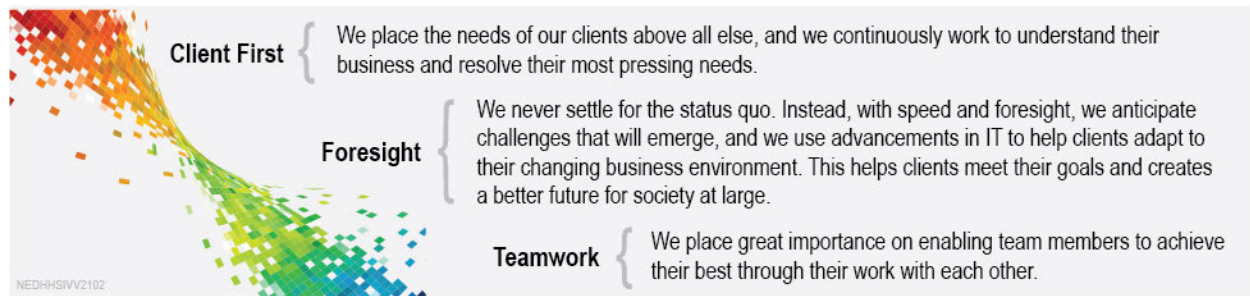 Client First
We place the needs of our clients above all else, and we continuously work to understand their
business and resolve their most pressing needs.
Foresight
We never settle for the status quo. Instead, with speed and foresight, we anticipate
challenges that will emerge, and we use advancements in IT to help clients adapt to
their changing business environment. This helps clients meet their goals and creates
a better future for society at large.
Teamwork
We place great importance on enabling team members to achieve
their best through their work with each other.
NEDHHSIVV2102